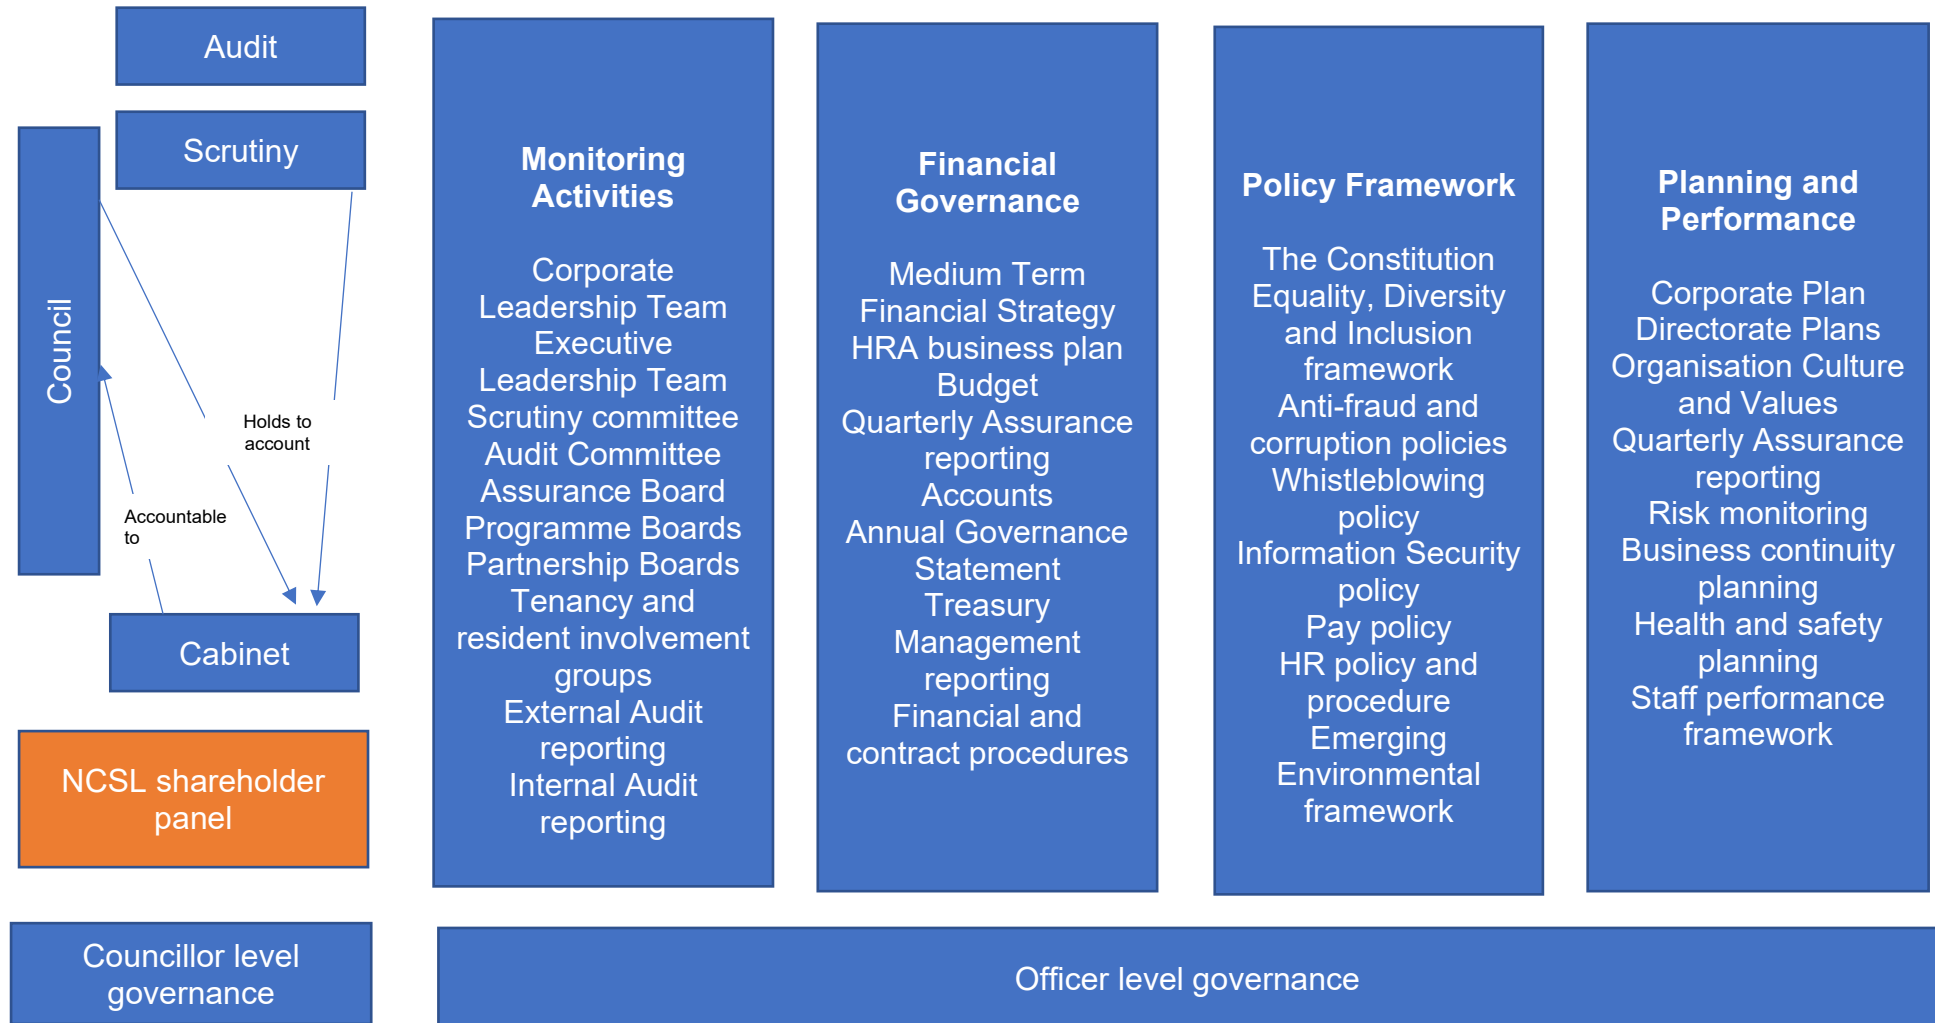 Audit
Scrutiny
Council
Holds to
account
Accountable
to
Cabinet
NCSL shareholder
panel
Councillor level
governance
Monitoring
Activities
Corporate
Leadership Team
Executive
Leadership Team
Scrutiny committee
Audit Committee
Assurance Board
Programme Boards
Partnership Boards
Tenancy and
resident involvement
groups
External Audit
reporting
Internal Audit
reporting
Financial
Governance
Medium Term
Financial Strategy
HRA business plan
Budget
Quarterly Assurance
reporting
Accounts
Annual Governance
Statement
Treasury
Management
reporting
Financial and
contract procedures
Policy Framework
The Constitution
Equality, Diversity
and Inclusion
framework
Anti-fraud and
corruption policies
Whistleblowing
policy
Information Security
policy
Pay policy
HR policy and
procedure
Emerging
Environmental
framework
Planning and
Performance
Corporate Plan
Directorate Plans
Organisation Culture
and Values
Quarterly Assurance
reporting
Risk monitoring
Business continuity
planning
Health and safety
planning
Staff performance
framework
Officer level governance